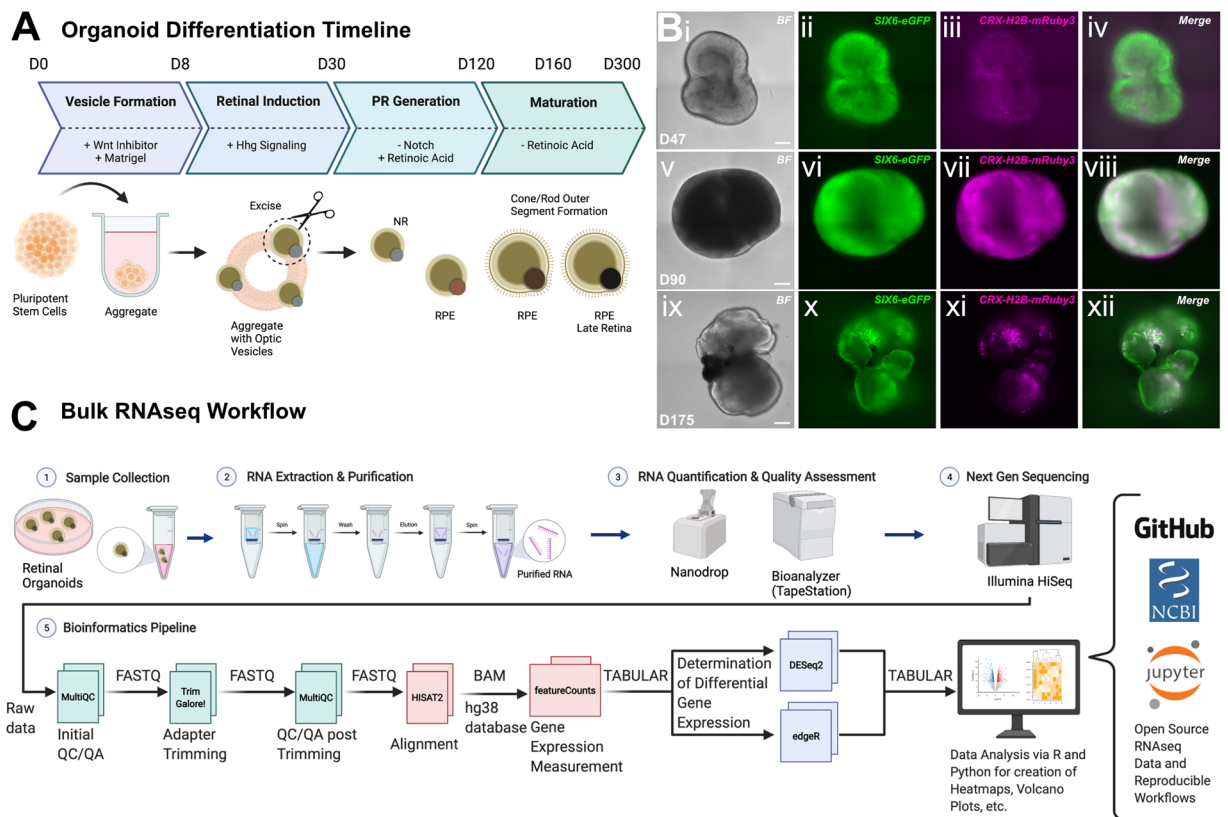 A Organoid Differentiation Timeline
D0 D8 D30 D120 D160 D300
Vesicle Formation
+ Wnt Inhibitor
+ Matrigel
Retinal Induction
+ Hhg Signaling
PR Generation
- Notch
+ Retinoic Acid
Maturation
- Retinoic Acid
Pluripotent
Stem Cells
Aggregate
Excise
Aggregate
with Optic
Vesicles
NR
Cone/Rod Outer
Segment Formation
RPE
RPE
RPE
Late Retina
B
i BF D47
ii SIX6-eGFP
iii CRX-H2B-mRuby3
iv Merge
v BF D90
vi SIX6-eGFP
vii CRX-H2B-mRuby3
viii Merge
ix BF D175
x SIX6-eGFP
xi CRX-H2B-mRuby3
xii Merge
C Bulk RNAseq Workflow
1 Sample Collection
Retinal
Organoids
2 RNA Extraction & Purification
Spin
Wash
Elution
Spin
Purified RNA
3 RNA Quantification & Quality Assessment
Nanodrop
Bioanalyzer
(TapeStation)
4 Next Gen Sequencing
Illumina HiSeq
5 Bioinformatics Pipeline
Raw
data
MultiQC
Initial
QC/QA
FASTQ
Trim
Galore!
Adapter
Trimming
FASTQ
MultiQC
QC/QA post
Trimming
FASTQ
HISAT2
Alignment
BAM
hg38
database
featureCounts
Gene
Expression
Measurement
TABULAR
Determination
of Differential
Gene
Expression
DESeq2
edgeR
TABULAR
Data Analysis via R and
Python for creation of
Heatmaps, Volcano
Plots, etc.
GitHub
NCBI
jupyter
Open Source
RNAseq
Data and
Reproducible
Workflows